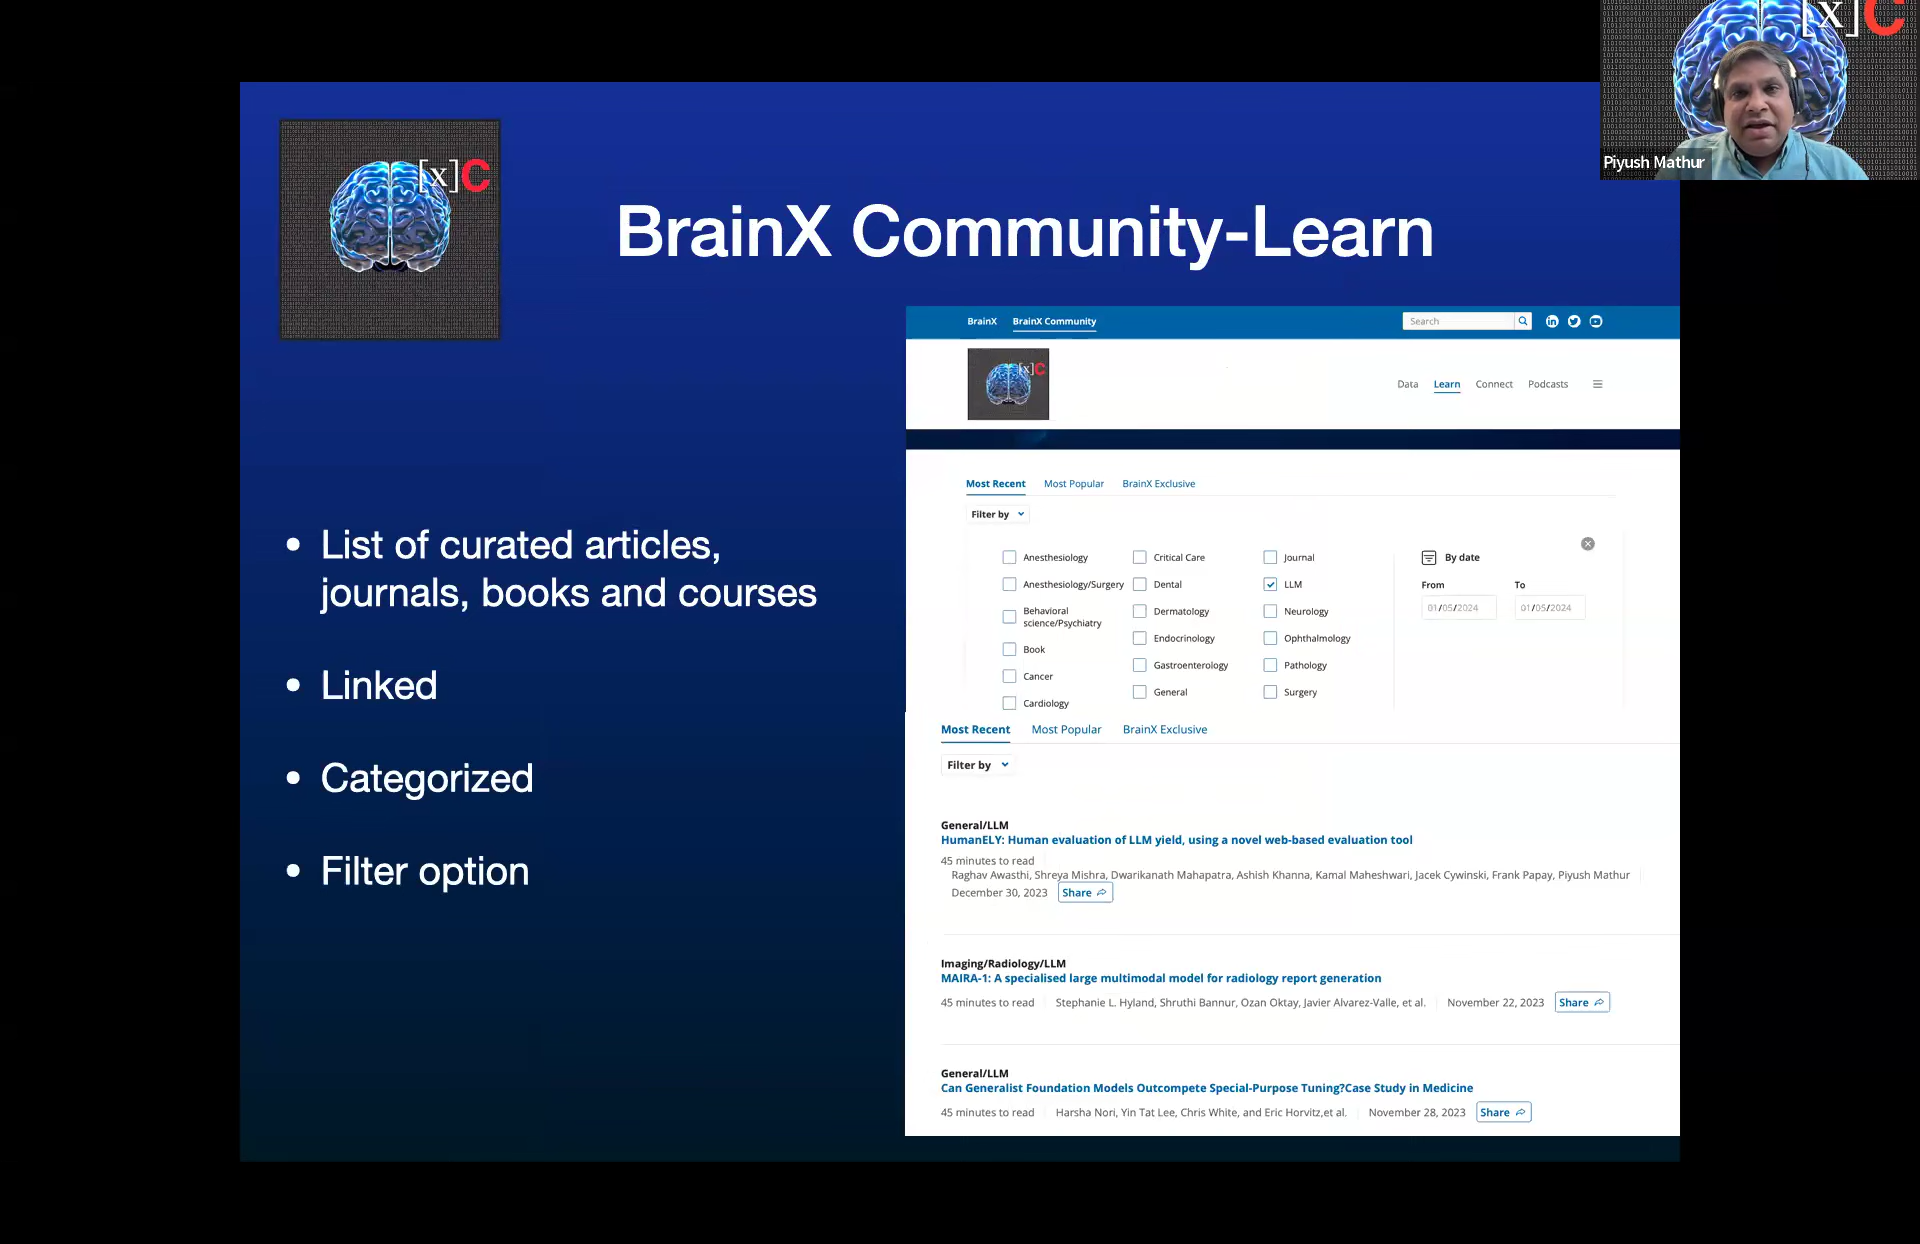 [x]C
Piyush Mathur
[x]C
BrainX Community-Learn
BrainX BrainX Community Search
[x]C
Data Learn Connect Podcasts
Most Recent Most Popular BrainX Exclusive
Filter by
Anesthesiology Critical Care Journal By date
Anesthesiology/Surgery Dental LLM From To
Behavioral science/Psychiatry Dermatology Neurology 01/05/2024 01/05/2024
Book Endocrinology Ophthalmology
Cancer Gastroenterology Pathology
Cardiology General Surgery
• List of curated articles,
journals, books and courses
• Linked
• Categorized
• Filter option
Most Recent Most Popular BrainX Exclusive
Filter by
General/LLM
HumanELY: Human evaluation of LLM yield, using a novel web-based evaluation tool
45 minutes to read
Raghav Awasthi, Shreya Mishra, Dwarikanath Mahapatra, Ashish Khanna, Kamal Maheshwari, Jacek Cywinski, Frank Papay, Piyush Mathur
December 30, 2023 Share
Imaging/Radiology/LLM
MAIRA-1: A specialised large multimodal model for radiology report generation
45 minutes to read Stephanie L. Hyland, Shruthi Bannur, Ozan Oktay, Javier Alvarez-Valle, et al. November 22, 2023 Share
General/LLM
Can Generalist Foundation Models Outcompete Special-Purpose Tuning?Case Study in Medicine
45 minutes to read Harsha Nori, Yin Tat Lee, Chris White, and Eric Horvitz,et al. November 28, 2023 Share